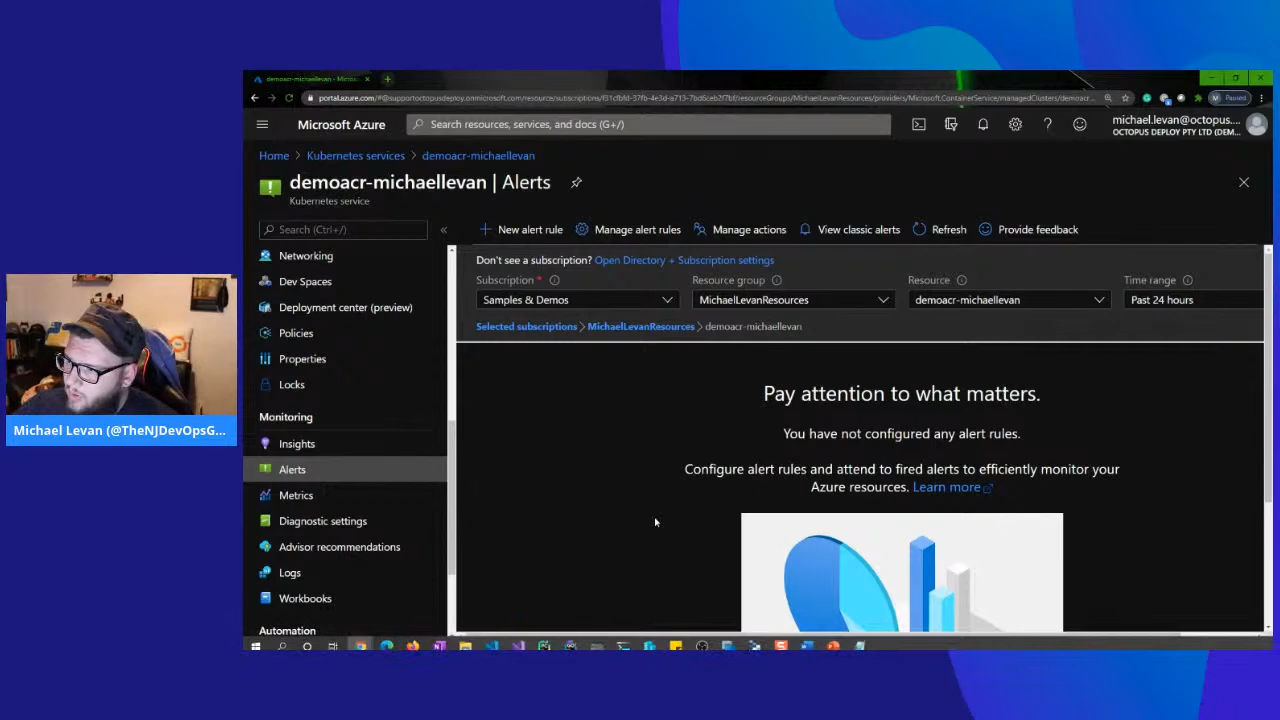 demoacr-michaellevan - Micros...
Paused
Microsoft Azure
Search resources, services, and docs (G+/)
michael.levan@octopus....
OCTOPUS DEPLOY PTY LTD (DEM...
Home > Kubernetes services > demoacr-michaellevan
demoacr-michaellevan | Alerts
Kubernetes service
Search (Ctrl+/)
Networking
Dev Spaces
Deployment center (preview)
Policies
Properties
Locks
Monitoring
Insights
Alerts
Metrics
Diagnostic settings
Advisor recommendations
Logs
Workbooks
Automation
New alert rule
Manage alert rules
Manage actions
View classic alerts
Refresh
Provide feedback
Don't see a subscription? Open Directory + Subscription settings
Subscription *
Resource group
Resource
Time range
Samples & Demos
MichaelLevanResources
demoacr-michaellevan
Past 24 hours
Selected subscriptions > MichaelLevanResources > demoacr-michaellevan
Pay attention to what matters.
You have not configured any alert rules.
Configure alert rules and attend to fired alerts to efficiently monitor your
Azure resources. Learn more
Michael Levan (@TheNJDevOpsG...